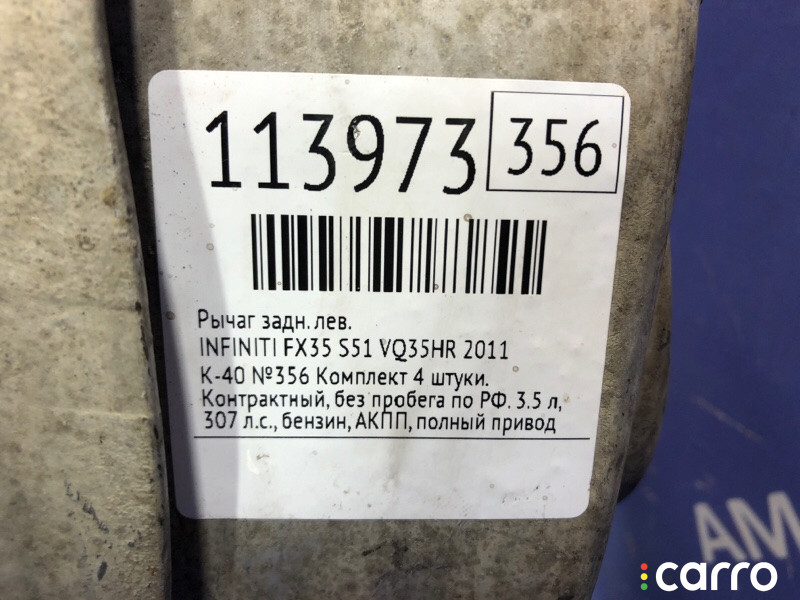 113973 356
Рычаг задн. лев.
INFINITI FX35 S51 VQ35HR 2011
К-40 №356 Комплект 4 штуки.
Контрактный, без пробега по РФ. 3.5 л,
307 л.с., бензин, АКПП, полный привод
AM
carro